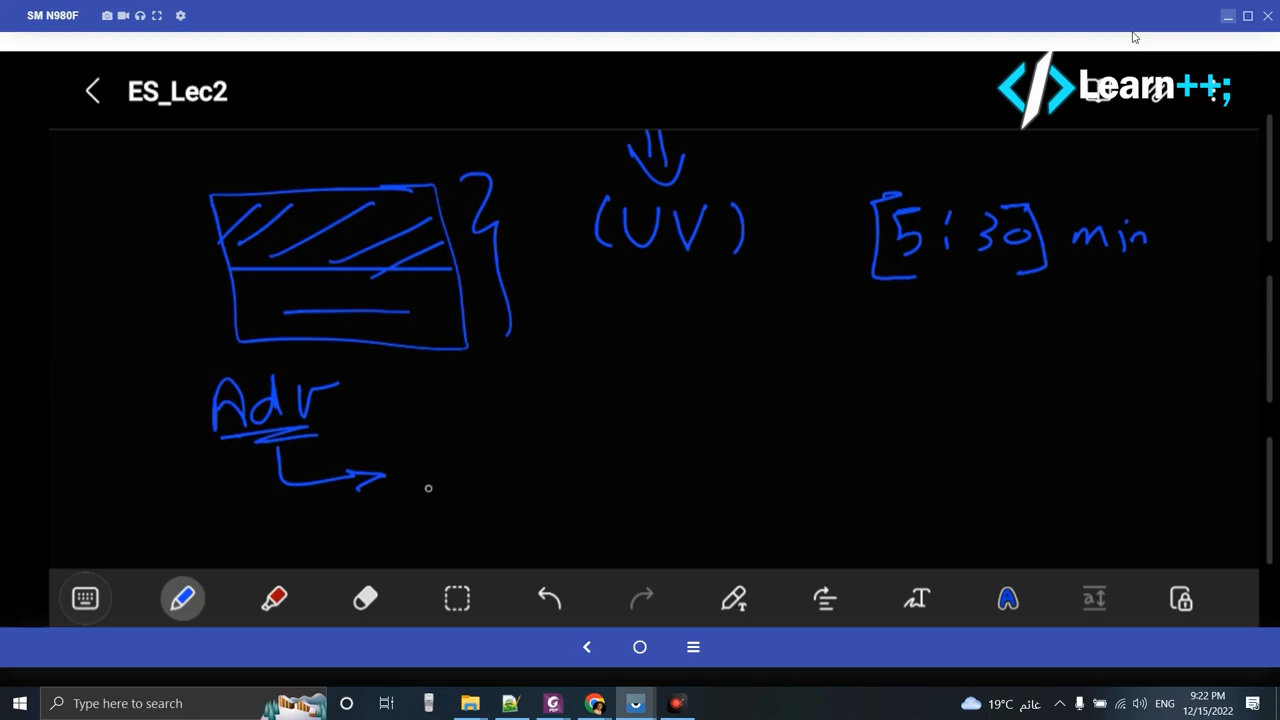 SM N980F
ES_Lec2
</> Learn++;
(UV)
[5:30] min
Adv
Type here to search
19°C غائم
ENG
9:22 PM
12/15/2022